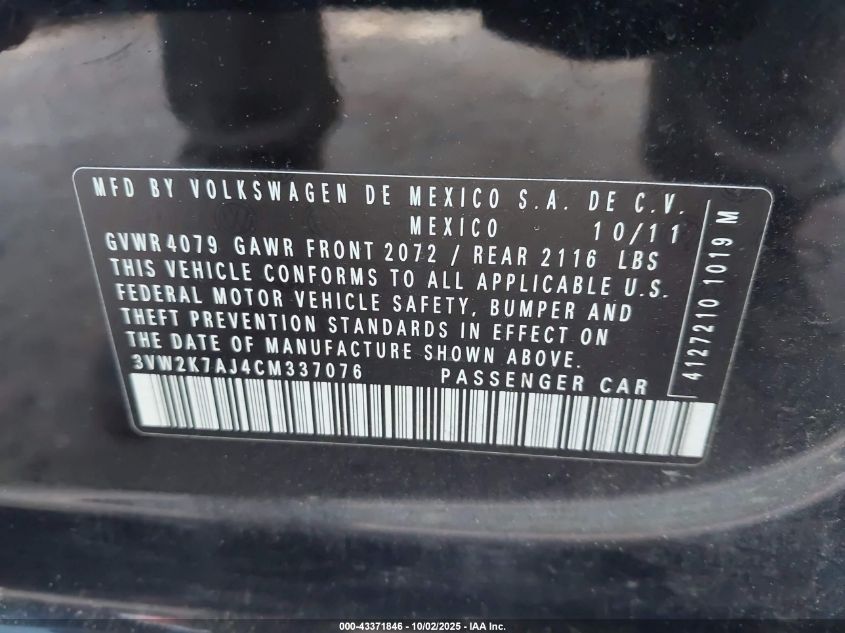 MFD BY VOLKSWAGEN DE MEXICO S.A. DE C.V.
MEXICO 10/11
GVWR 4079 GAWR FRONT 2072 / REAR 2116 LBS
THIS VEHICLE CONFORMS TO ALL APPLICABLE U.S.
FEDERAL MOTOR VEHICLE SAFETY, BUMPER AND
THEFT PREVENTION STANDARDS IN EFFECT ON
THE DATE OF MANUFACTURE SHOWN ABOVE.
3VW2K7AJ4CM337076 PASSENGER CAR
4127210 1019 M
000-43371846 - 10/02/2025 - IAA Inc.